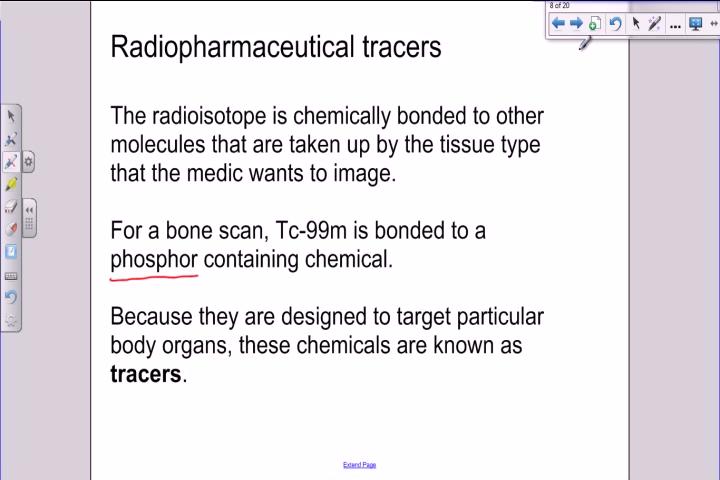 8 of 20
Radiopharmaceutical tracers
The radioisotope is chemically bonded to other
molecules that are taken up by the tissue type
that the medic wants to image.
For a bone scan, Tc-99m is bonded to a
phosphor containing chemical.
Because they are designed to target particular
body organs, these chemicals are known as
tracers.
Extend Page